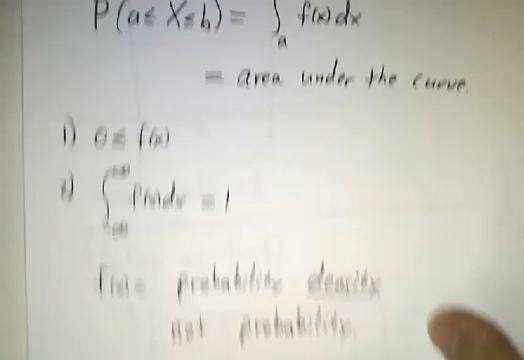 P(a ≤ X ≤ b) = ∫ₐ f(x)dx
= area under the curve.
1) 0 ≤ f(x)
2) ∫_{-∞}^{∞} f(x)dx = 1
f(x) = probability density
not probability.